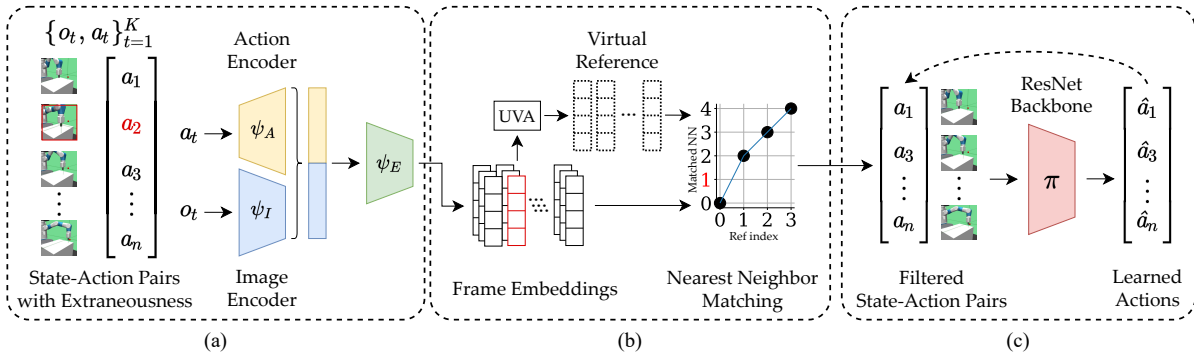 {o_t, a_t}_{t=1}^K
a_1
a_2
a_3
⋮
a_n
State-Action Pairs
with Extraneousness
Action
Encoder
a_t
ψ_A
o_t
ψ_I
Image
Encoder
ψ_E
(a)
Virtual
Reference
UVA
...
Frame Embeddings
Matched NN
4
3
2
1
0
0 1 2 3
Ref index
Nearest Neighbor
Matching
(b)
a_1
a_3
⋮
a_n
Filtered
State-Action Pairs
ResNet
Backbone
π
â_1
â_3
⋮
â_n
Learned
Actions
(c)